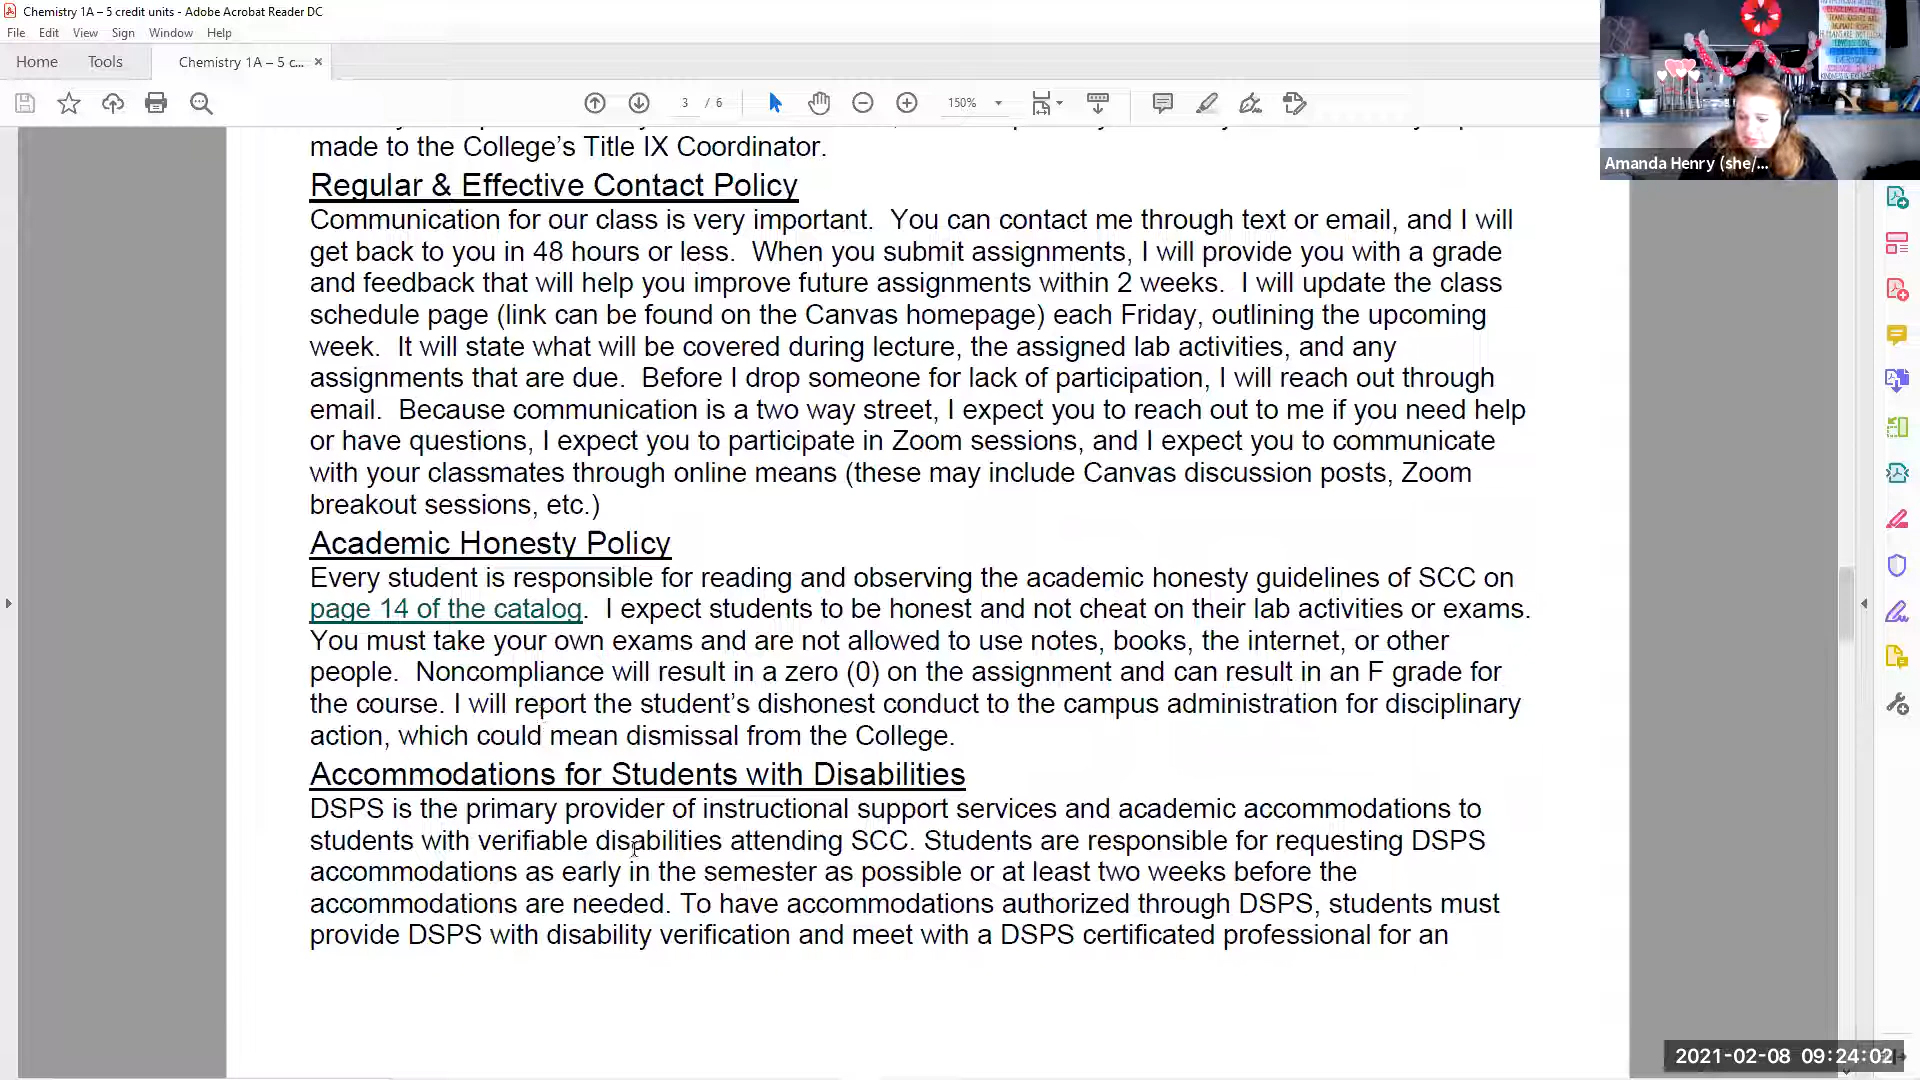 Chemistry 1A – 5 credit units - Adobe Acrobat Reader DC
File Edit View Sign Window Help
Home Tools Chemistry 1A – 5 c... ×
3 / 6 150%
made to the College’s Title IX Coordinator.
Regular & Effective Contact Policy
Communication for our class is very important.  You can contact me through text or email, and I will
get back to you in 48 hours or less.  When you submit assignments, I will provide you with a grade
and feedback that will help you improve future assignments within 2 weeks.  I will update the class
schedule page (link can be found on the Canvas homepage) each Friday, outlining the upcoming
week.  It will state what will be covered during lecture, the assigned lab activities, and any
assignments that are due.  Before I drop someone for lack of participation, I will reach out through
email.  Because communication is a two way street, I expect you to reach out to me if you need help
or have questions, I expect you to participate in Zoom sessions, and I expect you to communicate
with your classmates through online means (these may include Canvas discussion posts, Zoom
breakout sessions, etc.)
Academic Honesty Policy
Every student is responsible for reading and observing the academic honesty guidelines of SCC on
page 14 of the catalog.  I expect students to be honest and not cheat on their lab activities or exams.
You must take your own exams and are not allowed to use notes, books, the internet, or other
people.  Noncompliance will result in a zero (0) on the assignment and can result in an F grade for
the course. I will report the student’s dishonest conduct to the campus administration for disciplinary
action, which could mean dismissal from the College.
Accommodations for Students with Disabilities
DSPS is the primary provider of instructional support services and academic accommodations to
students with verifiable disabilities attending SCC. Students are responsible for requesting DSPS
accommodations as early in the semester as possible or at least two weeks before the
accommodations are needed. To have accommodations authorized through DSPS, students must
provide DSPS with disability verification and meet with a DSPS certificated professional for an
Amanda Henry (she/...
2021-02-08 09:24:02